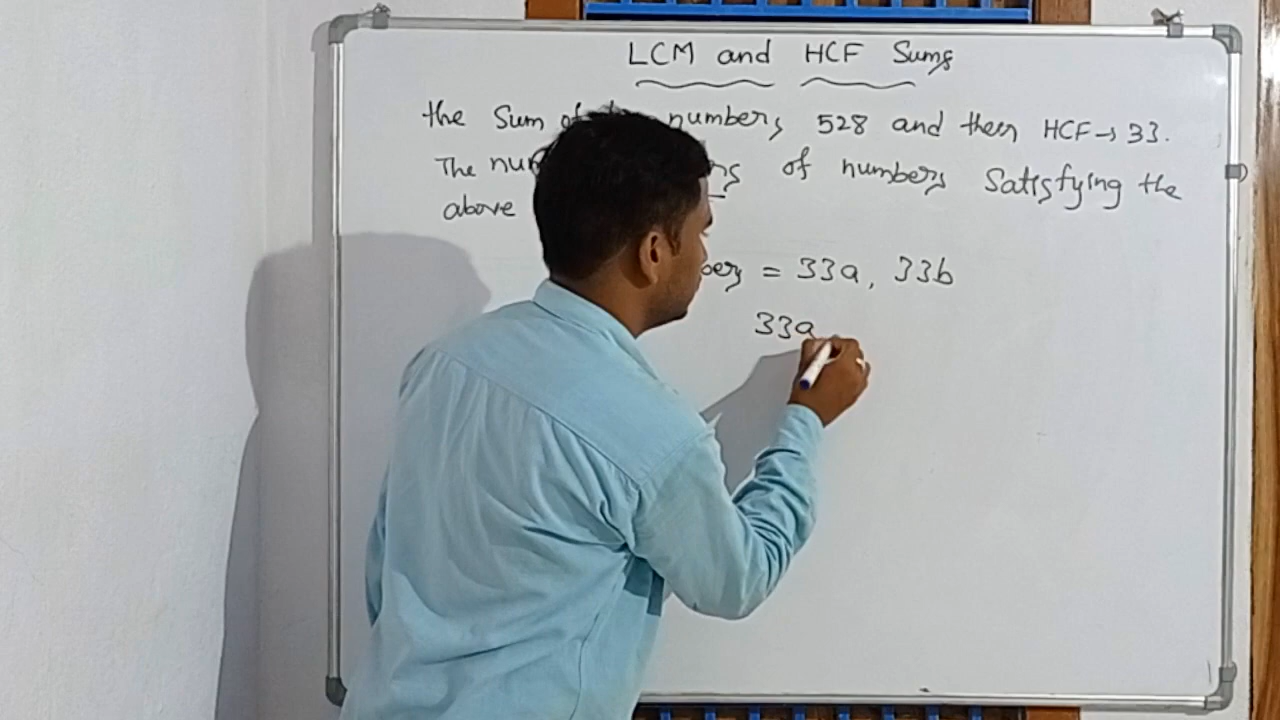 LCM and HCF Sums
the Sum of numbers 528 and their HCF → 33.
The of numbers Satisfying the
above
= 33a, 33b
33a